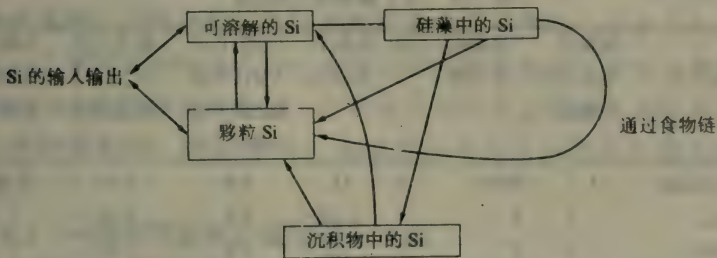 可溶解的 Si
硅藻中的 Si
Si 的输入输出
夥粒 Si
通过食物链
沉积物中的 Si